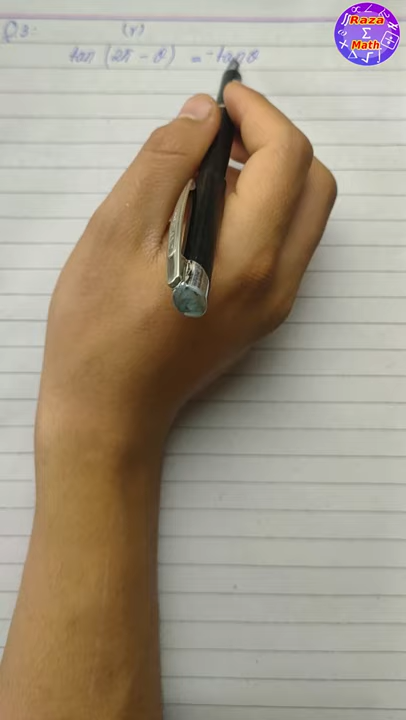 Q3. (v)
tan (2π - θ) = -tanθ
Raza
Σ
Math